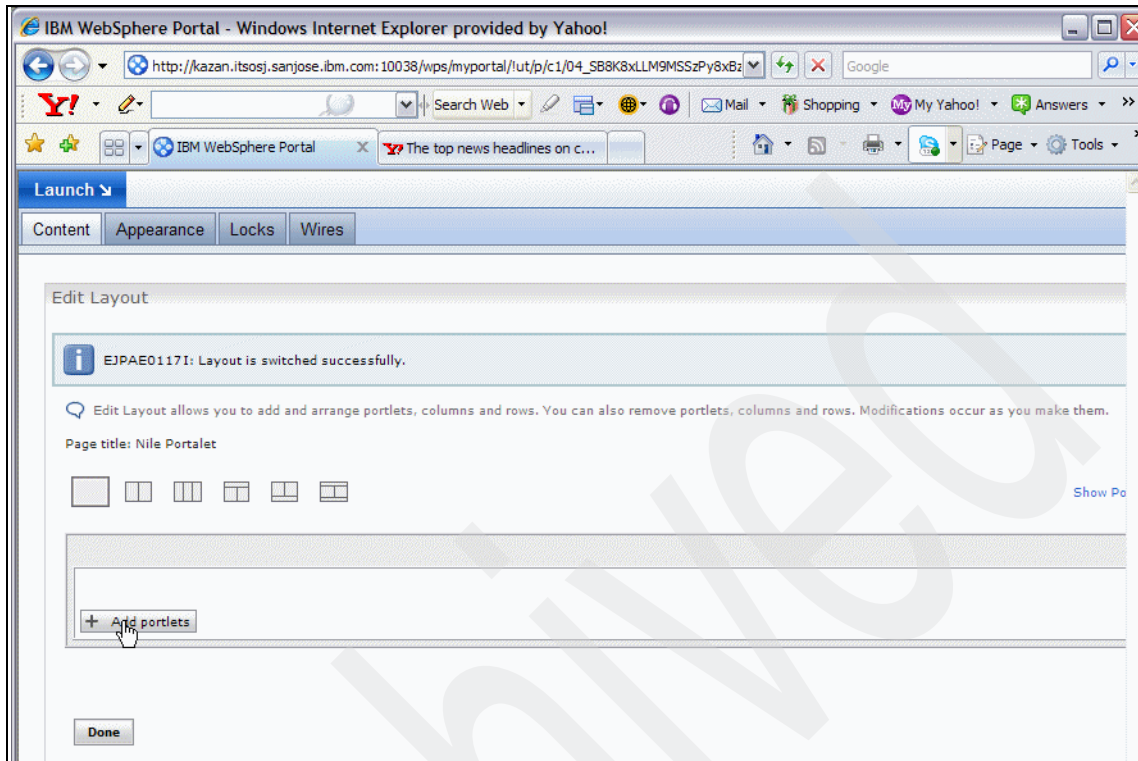 IBM WebSphere Portal - Windows Internet Explorer provided by Yahoo!
http://kazan.itsosj.sanjose.ibm.com:10038/wps/myportal/!ut/p/c1/04_SB8K8xLLM9MSSzPy8xBz
Google
Y! Search Web Mail Shopping My My Yahoo! Answers >>
IBM WebSphere Portal X Y? The top news headlines on c... Page Tools
Launch
Content Appearance Locks Wires
Edit Layout
i EJPAE0117I: Layout is switched successfully.
Edit Layout allows you to add and arrange portlets, columns and rows. You can also remove portlets, columns and rows. Modifications occur as you make them.
Page title: Nile Portalet
Show Po
+ Add portlets
Done
hived